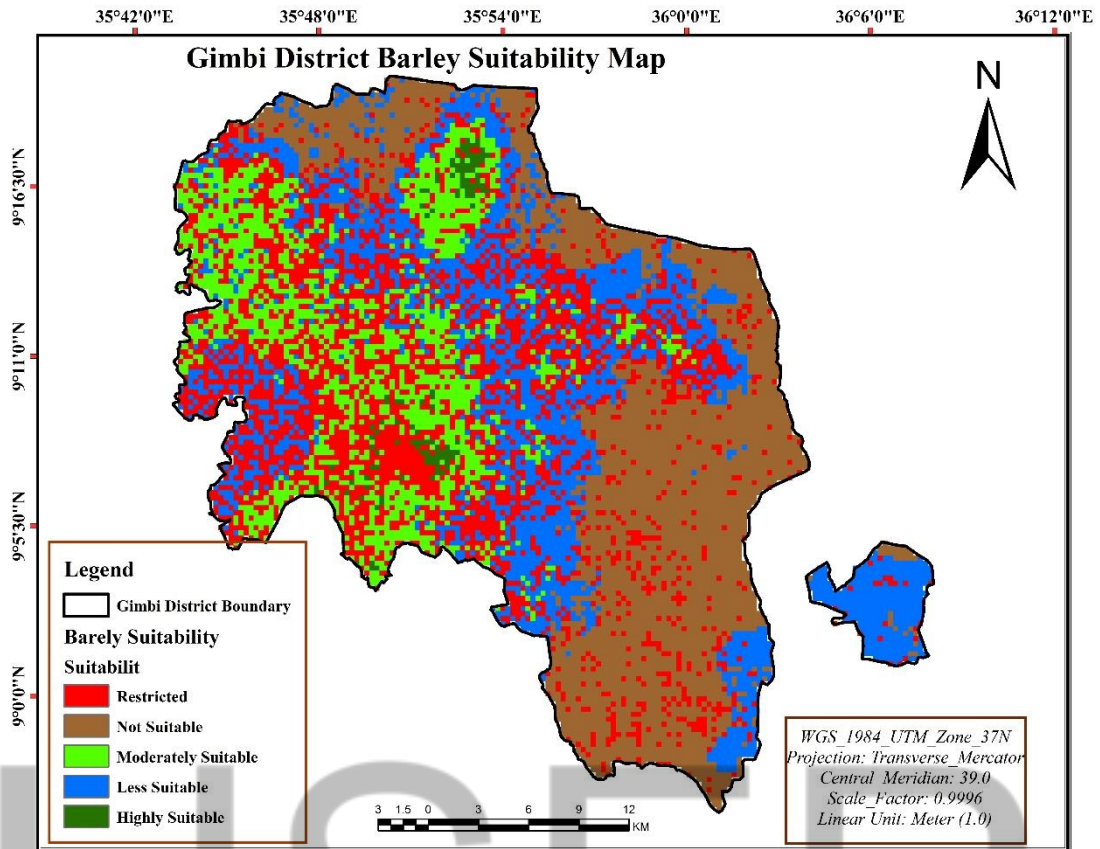 35°42'0"E 35°48'0"E 35°54'0"E 36°0'0"E 36°6'0"E 36°12'0"E
Gimbi District Barley Suitability Map
N
9°16'30"N
9°11'0"N
9°5'30"N
9°0'0"N
Legend
Gimbi District Boundary
Barely Suitability
Suitabilit
Restricted
Not Suitable
Moderately Suitable
Less Suitable
Highly Suitable
3 1.5 0 3 6 9 12
KM
WGS_1984_UTM_Zone_37N
Projection: Transverse_Mercator
Central_Meridian: 39.0
Scale_Factor: 0.9996
Linear Unit: Meter (1.0)